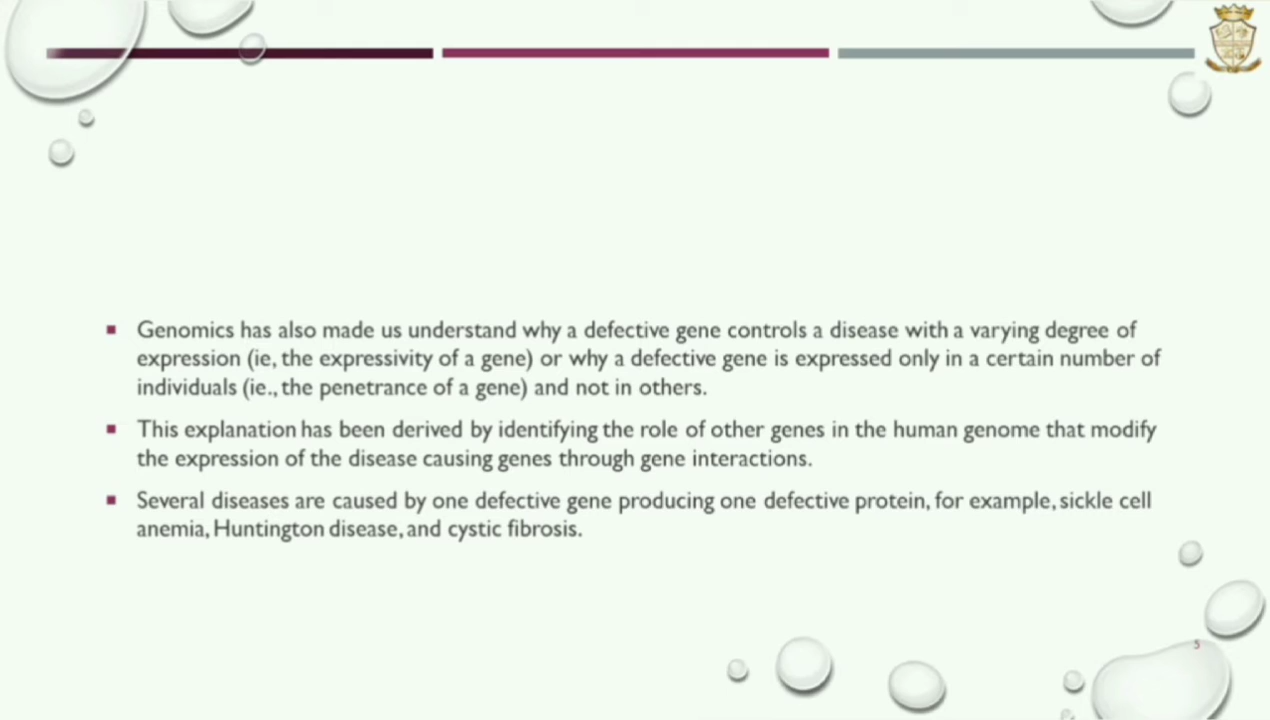 Genomics has also made us understand why a defective gene controls a disease with a varying degree of
expression (ie, the expressivity of a gene) or why a defective gene is expressed only in a certain number of
individuals (ie., the penetrance of a gene) and not in others.
This explanation has been derived by identifying the role of other genes in the human genome that modify
the expression of the disease causing genes through gene interactions.
Several diseases are caused by one defective gene producing one defective protein, for example, sickle cell
anemia, Huntington disease, and cystic fibrosis.
5